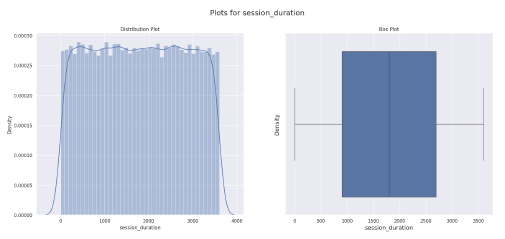 Plots for session_duration
Distribution Plot
Box Plot
0.00030
0.00025
0.00020
0.00015
0.00010
0.00005
0.00000
Density
0 1000 2000 3000 4000
session_duration
Density
0 500 1000 1500 2000 2500 3000 3500
session_duration